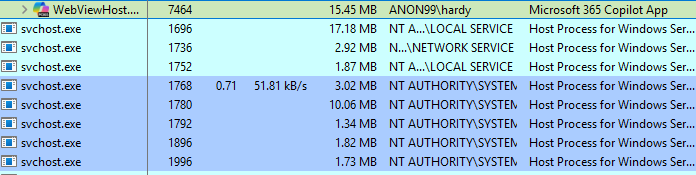 WebViewHost.... 7464 15.45 MB ANON99\hardy Microsoft 365 Copilot App
svchost.exe 1696 17.18 MB NT A...\LOCAL SERVICE Host Process for Windows Ser...
svchost.exe 1736 2.92 MB N...\NETWORK SERVICE Host Process for Windows Ser...
svchost.exe 1752 1.87 MB NT A...\LOCAL SERVICE Host Process for Windows Ser...
svchost.exe 1768 0.71 51.81 kB/s 3.02 MB NT AUTHORITY\SYSTEM Host Process for Windows Ser...
svchost.exe 1780 10.06 MB NT AUTHORITY\SYSTEM Host Process for Windows Ser...
svchost.exe 1792 1.34 MB NT AUTHORITY\SYSTEM Host Process for Windows Ser...
svchost.exe 1896 1.82 MB NT AUTHORITY\SYSTEM Host Process for Windows Ser...
svchost.exe 1996 1.73 MB NT AUTHORITY\SYSTEM Host Process for Windows Ser...